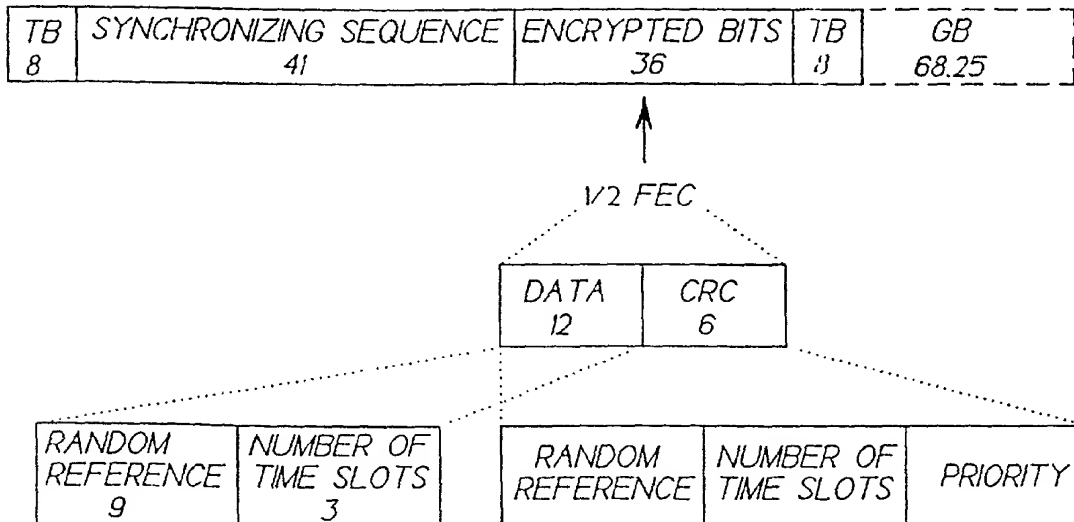 TB SYNCHRONIZING SEQUENCE ENCRYPTED BITS TB GB
8 41 36 8 68.25
1/2 FEC
DATA CRC
12 6
RANDOM REFERENCE
9
NUMBER OF TIME SLOTS
3
RANDOM REFERENCE
NUMBER OF TIME SLOTS
PRIORITY